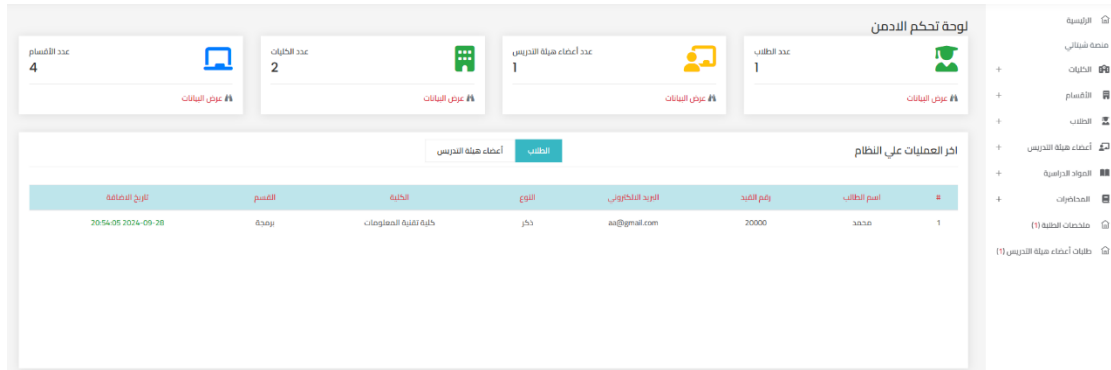 الرئيسية
منصة شيتاتي
الكليات
+
الأقسام
+
الطلاب
+
أعضاء هيئة التدريس
+
المواد الدراسية
+
المحاضرات
+
ملخصات الطلبة (1)
طلبات أعضاء هيئة التدريس (1)
لوحة تحكم الادمن
عدد الطلاب
1
عرض البيانات
عدد أعضاء هيئة التدريس
1
عرض البيانات
عدد الكليات
2
عرض البيانات
عدد الأقسام
4
عرض البيانات
اخر العمليات علي النظام
الطلاب أعضاء هيئة التدريس
# اسم الطالب رقم القيد البريد الالكتروني النوع الكلية القسم تاريخ الاضافة
1 محمد 20000 aa@gmail.com ذكر كلية تقنية المعلومات برمجة 2024-09-28 20:54:05